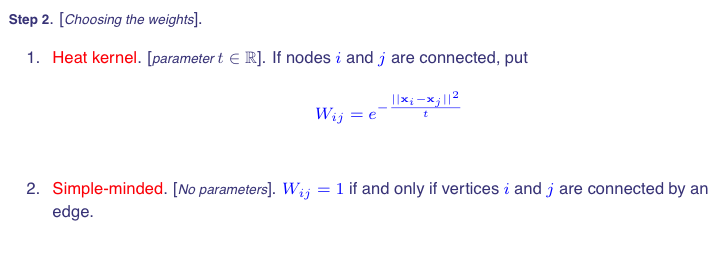 Step 2. [Choosing the weights].
1. Heat kernel. [parameter t ∈ ℝ]. If nodes i and j are connected, put
W_{ij} = e^{-\frac{||\mathbf{x}_i - \mathbf{x}_j||^2}{t}}
2. Simple-minded. [No parameters]. W_{ij} = 1 if and only if vertices i and j are connected by an
edge.